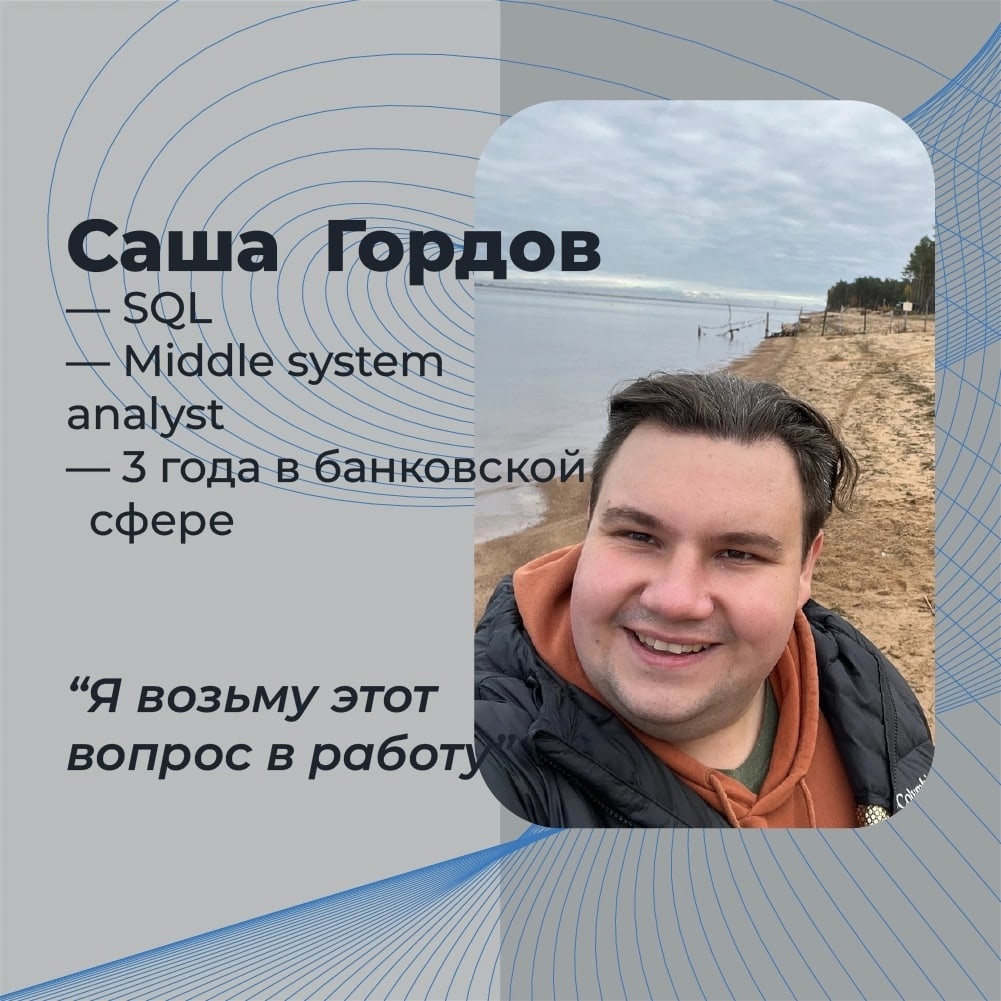 Саша Гордов
— SQL
— Middle system
analyst
— 3 года в банковской
сфере
“Я возьму этот
вопрос в работу”